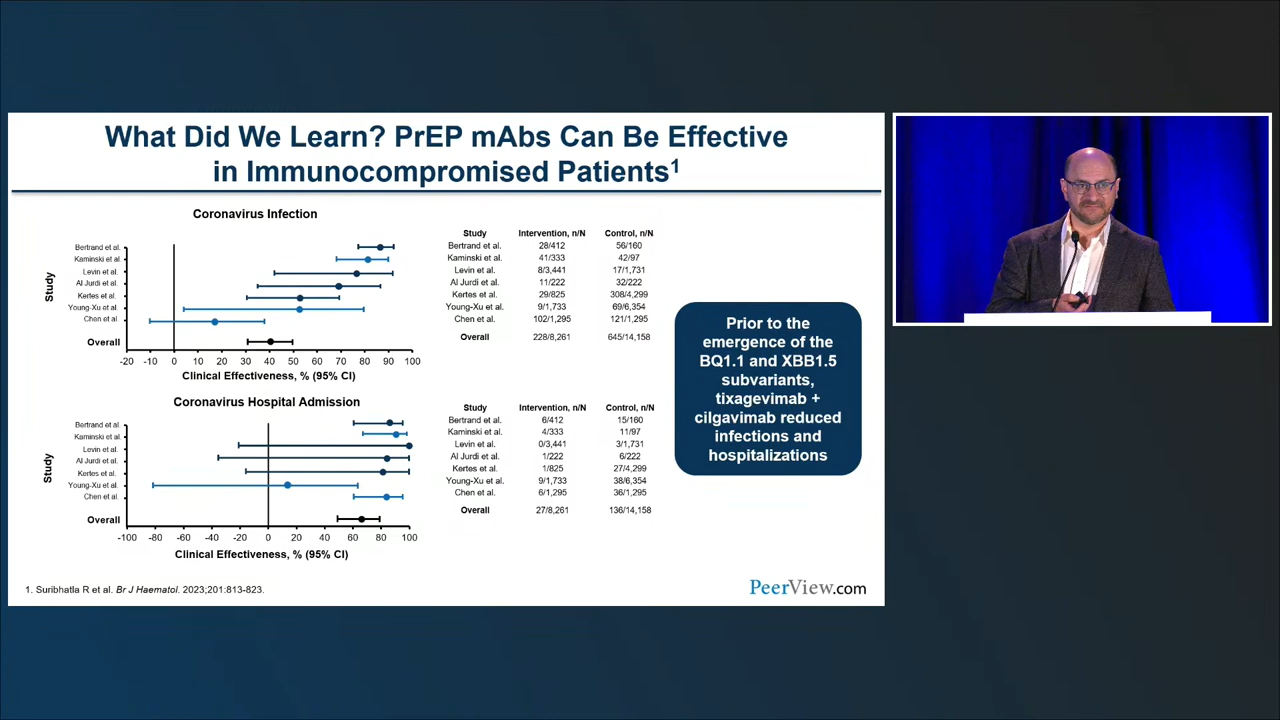 What Did We Learn? PrEP mAbs Can Be Effective
in Immunocompromised Patients1
Coronavirus Infection
Study
Bertrand et al.
Kaminski et al.
Levin et al.
Al Jurdi et al.
Kertes et al.
Young-Xu et al.
Chen et al.
Overall
-20 -10 0 10 20 30 40 50 60 70 80 90 100
Clinical Effectiveness, % (95% CI)
Study Intervention, n/N Control, n/N
Bertrand et al. 28/412 56/160
Kaminski et al. 41/333 42/97
Levin et al. 8/3,441 17/1,731
Al Jurdi et al. 11/222 32/222
Kertes et al. 29/825 308/4,299
Young-Xu et al. 9/1,733 69/6,354
Chen et al. 102/1,295 121/1,295
Overall 228/8,261 645/14,158
Coronavirus Hospital Admission
Study
Bertrand et al.
Kaminski et al.
Levin et al.
Al Jurdi et al.
Kertes et al.
Young-Xu et al.
Chen et al.
Overall
-100 -80 -60 -40 -20 0 20 40 60 80 100
Clinical Effectiveness, % (95% CI)
Study Intervention, n/N Control, n/N
Bertrand et al. 6/412 15/160
Kaminski et al. 4/333 11/97
Levin et al. 0/3,441 3/1,731
Al Jurdi et al. 1/222 6/222
Kertes et al. 1/825 27/4,299
Young-Xu et al. 9/1,733 38/6,354
Chen et al. 6/1,295 36/1,295
Overall 27/8,261 136/14,158
Prior to the
emergence of the
BQ1.1 and XBB1.5
subvariants,
tixagevimab +
cilgavimab reduced
infections and
hospitalizations
1. Suribhatla R et al. Br J Haematol. 2023;201:813-823.
PeerView.com